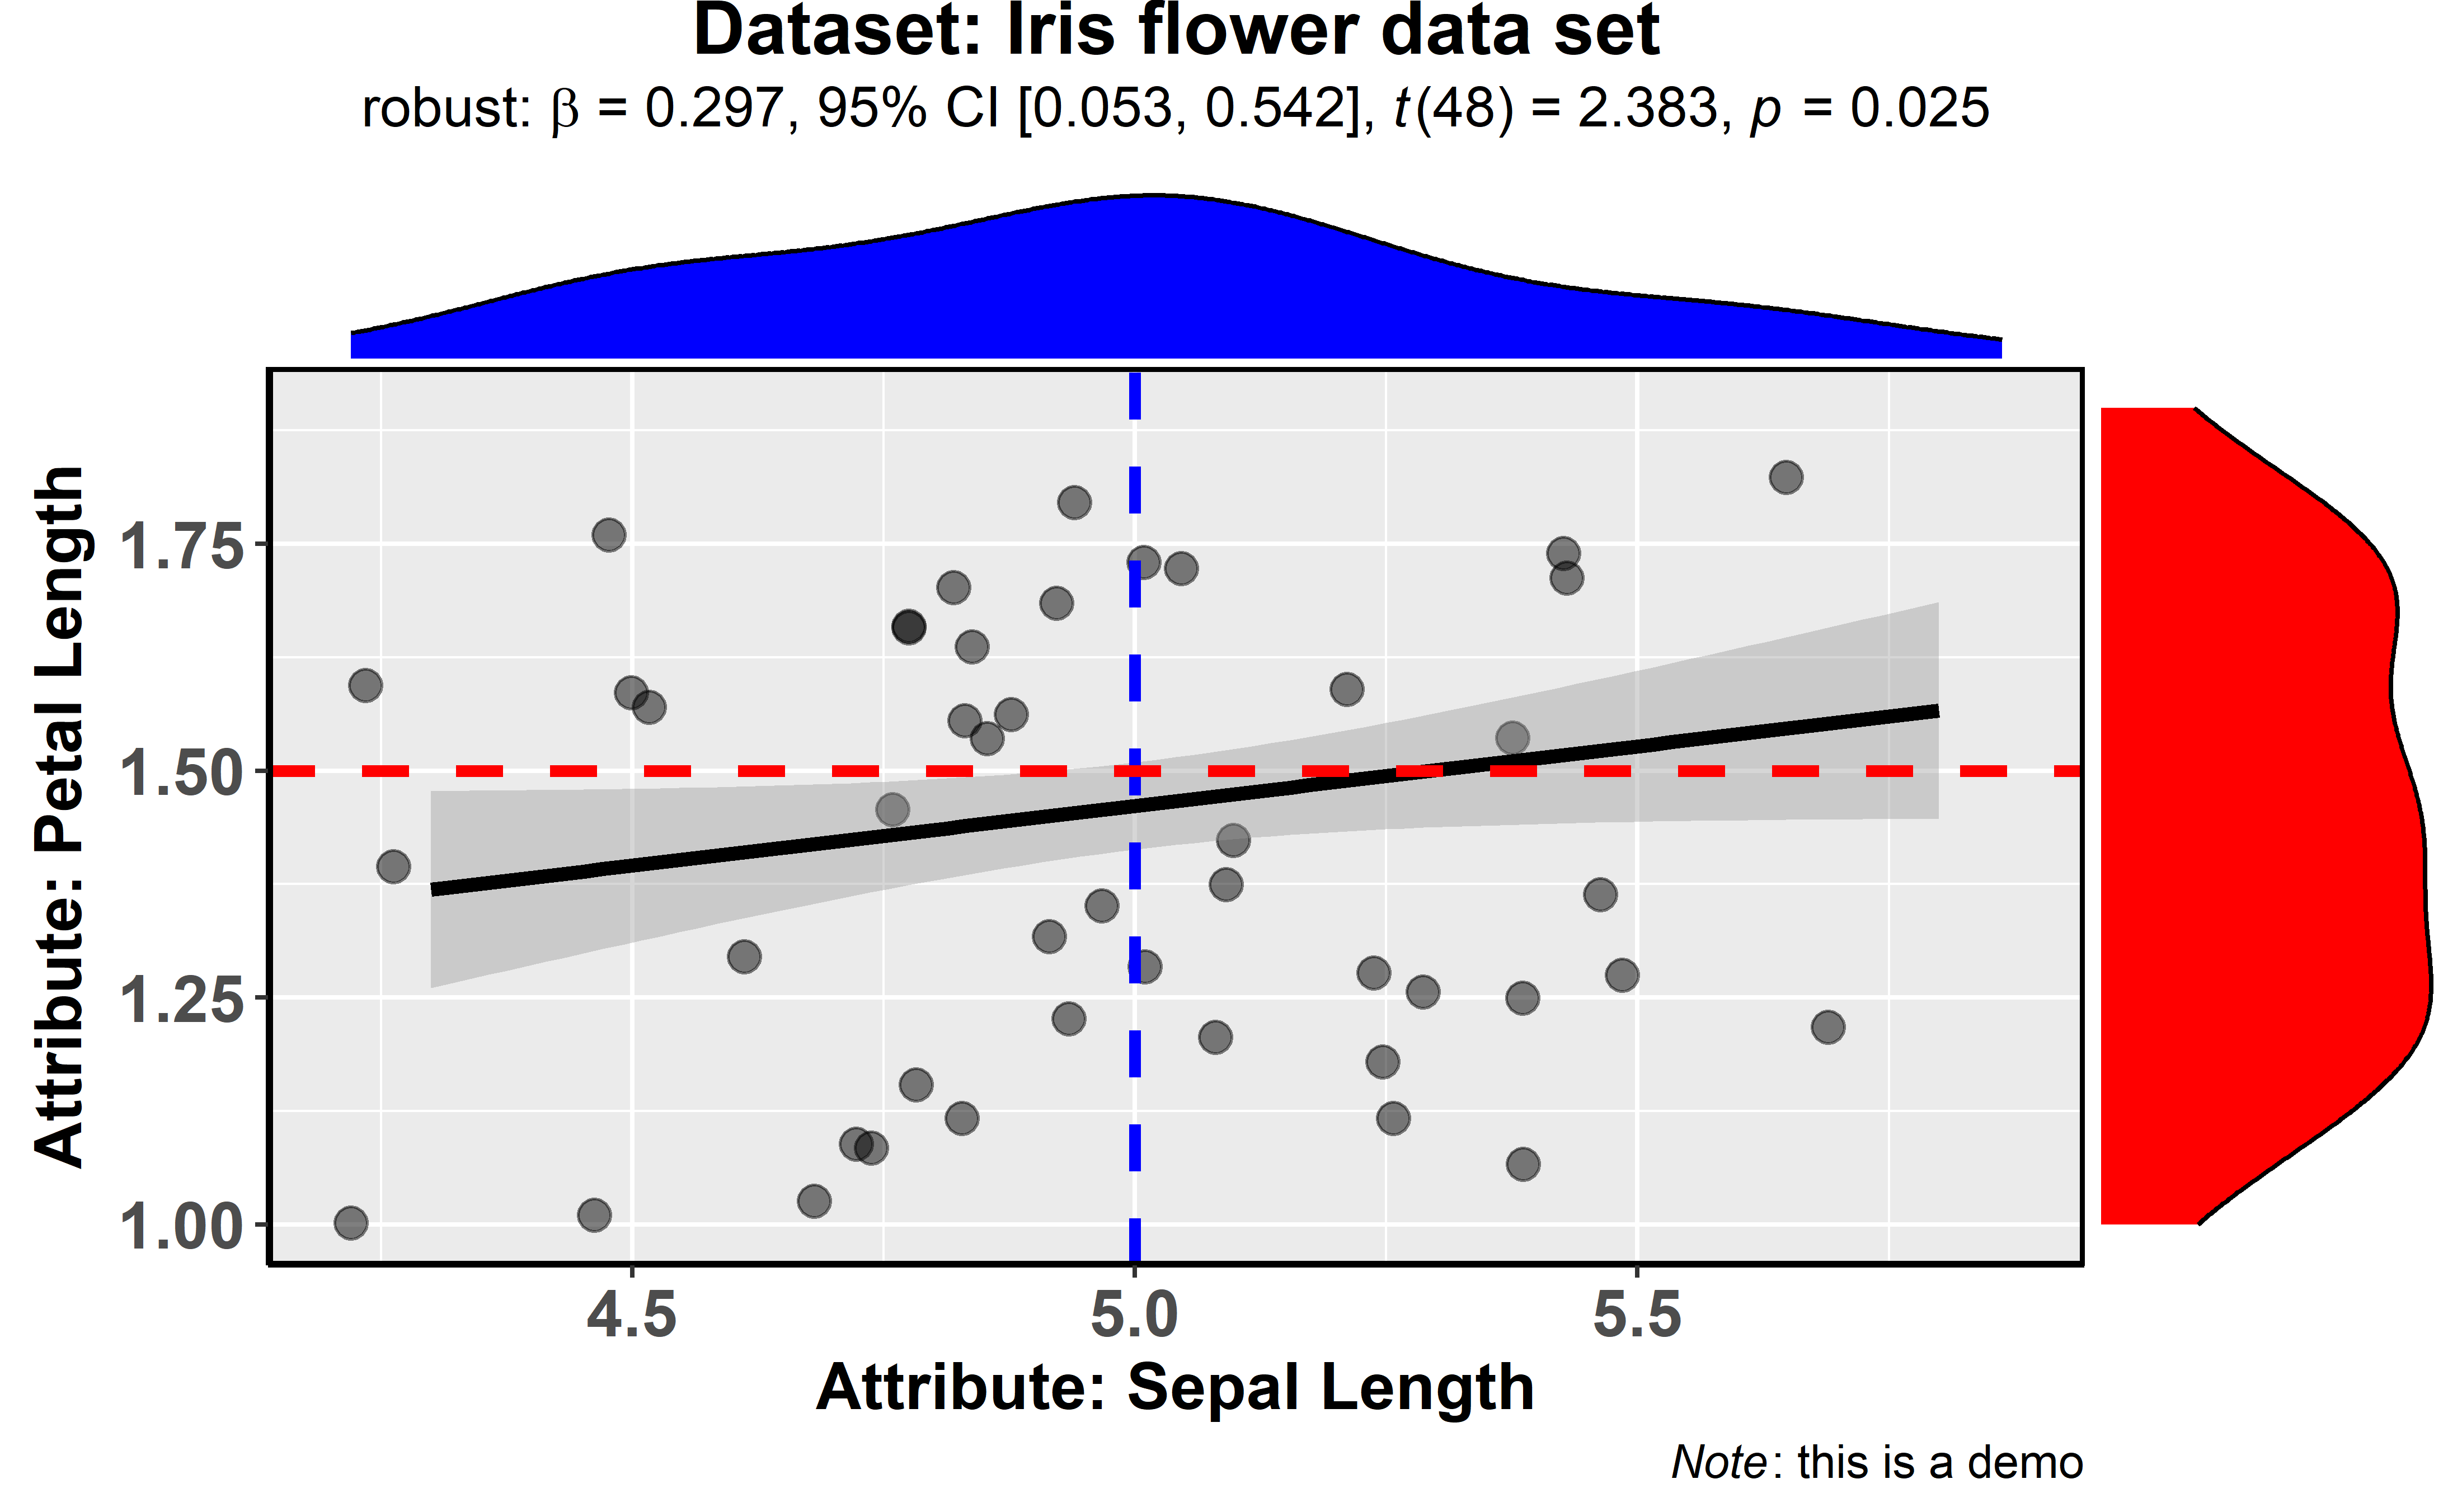 Dataset: Iris flower data set
robust: β = 0.297, 95% CI [0.053, 0.542], t(48) = 2.383, p = 0.025
Attribute: Petal Length
1.75
1.50
1.25
1.00
4.5 5.0 5.5
Attribute: Sepal Length
Note: this is a demo